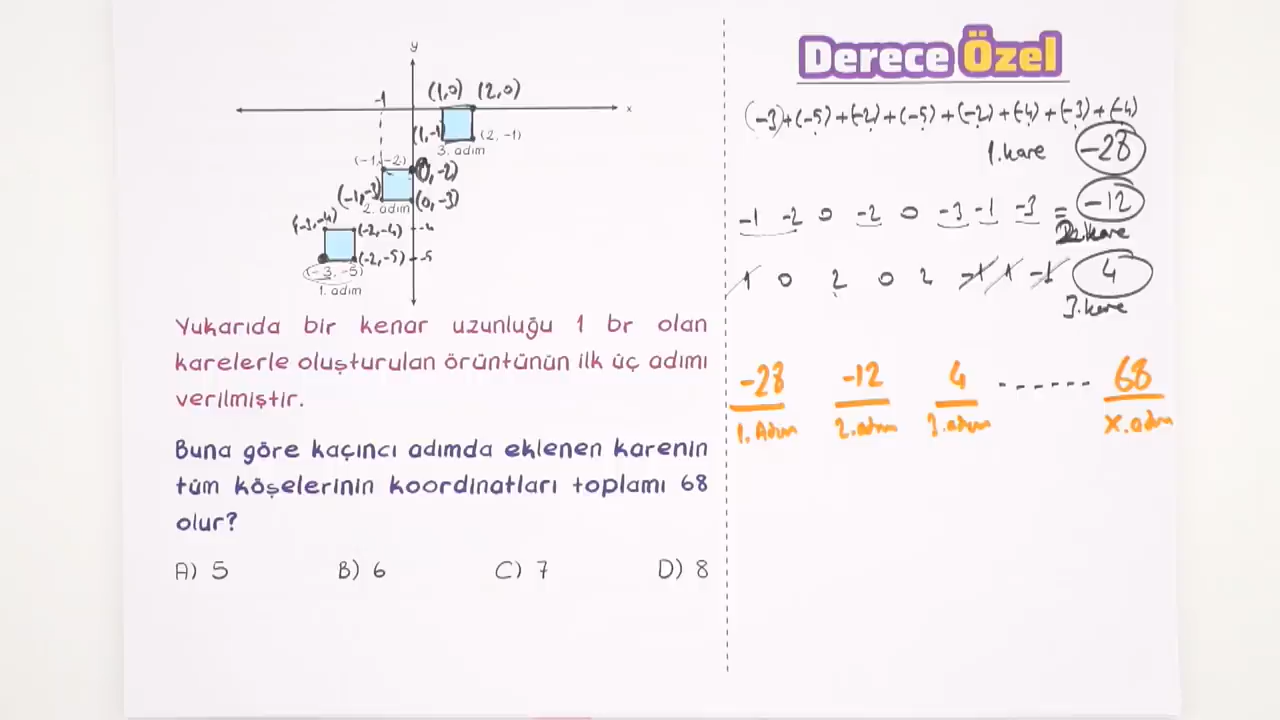 y
x
-1
(1,0) (2,0)
(1,-1
(2, -1)
3. adım
(-1,-2)
(0,-2)
(-1,-3)
(0,-3)
2. adım
(-3,-4)
(-2,-4)
-4
(-2,-5)
-5
(-3, -5)
1. adım
Yukarıda bir kenar uzunluğu 1 br olan
karelerle oluşturulan örüntünün ilk üç adımı
verilmiştir.
Buna göre kaçıncı adımda eklenen karenin
tüm köşelerinin koordinatları toplamı 68
olur?
A) 5 B) 6 C) 7 D) 8
Derece Özel
(-3)+(-5)+(-2)+(-5)+(-2)+(-4)+(-3)+(-4)
1.kare -28
-1 -2 0 -2 0 -3 -1 -3 = -12
2.kare
1 0 2 0 2 -1 1 -1 4
3.kare
-28 -12 4 ------ 68
1. Adım 2. adım 3. adım x. adım